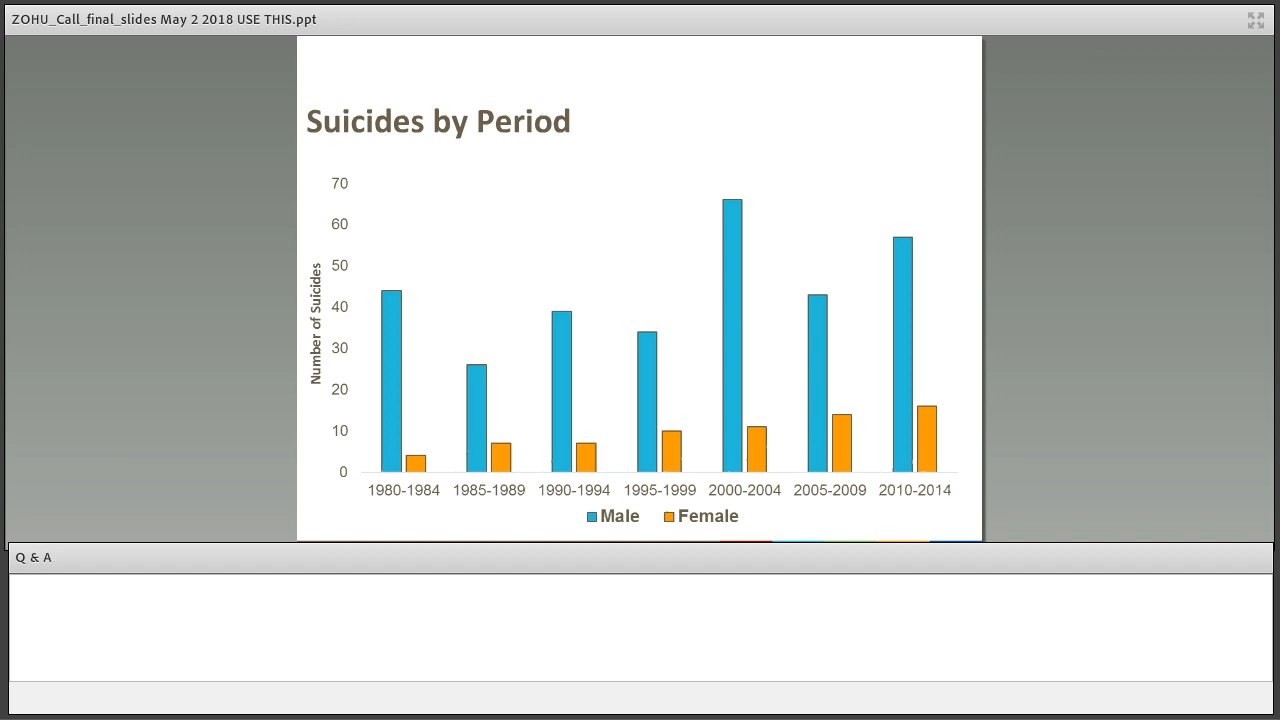 ZOHU_Call_final_slides May 2 2018 USE THIS.ppt
Suicides by Period
Number of Suicides
70
60
50
40
30
20
10
0
1980-1984 1985-1989 1990-1994 1995-1999 2000-2004 2005-2009 2010-2014
Male Female
Q & A